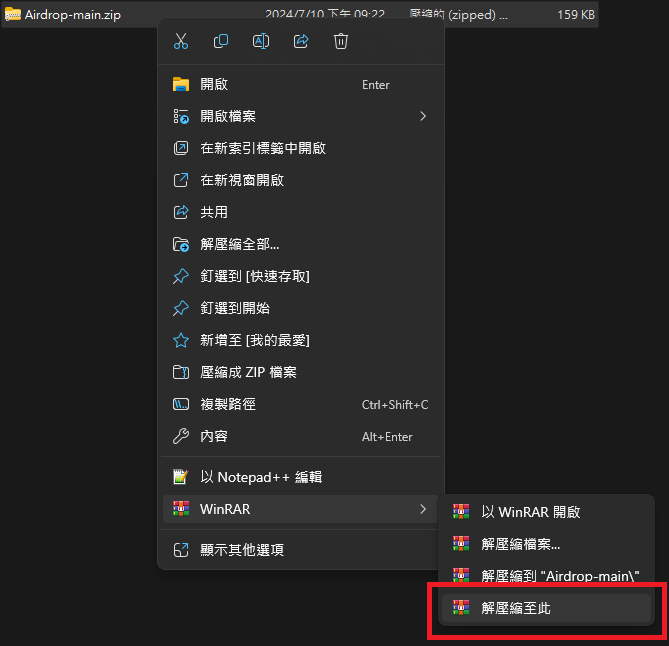 Airdrop-main.zip 2024/7/10 下午 09:22 壓縮的 (zipped) ... 159 KB
開啟 Enter
開啟檔案
在新索引標籤中開啟
在新視窗開啟
共用
解壓縮全部...
釘選到 [快速存取]
釘選到開始
新增至 [我的最愛]
壓縮成 ZIP 檔案
複製路徑 Ctrl+Shift+C
內容 Alt+Enter
以 Notepad++ 編輯
WinRAR
顯示其他選項
以 WinRAR 開啟
解壓縮檔案...
解壓縮到 "Airdrop-main\"
解壓縮至此